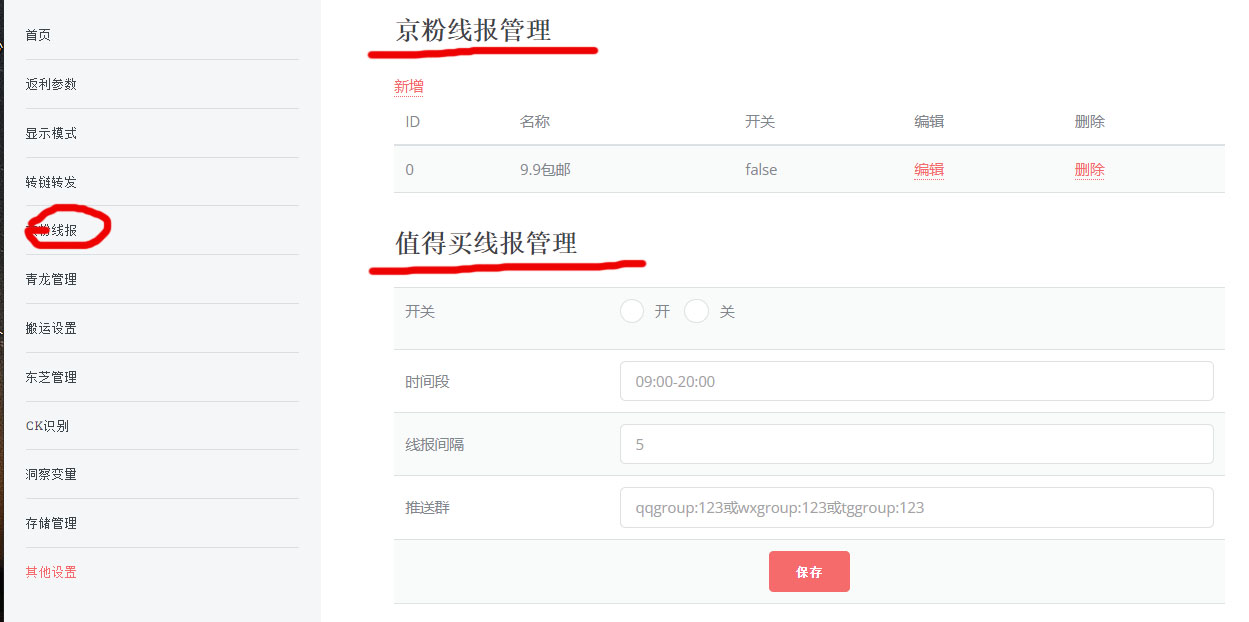 首页
返利参数
显示模式
转链转发
粉线报
青龙管理
搬运设置
东芝管理
CK识别
洞察变量
存储管理
其他设置
京粉线报管理
新增
ID 名称 开关 编辑 删除
0 9.9包邮 false 编辑 删除
值得买线报管理
开关 开 关
时间段 09:00-20:00
线报间隔 5
推送群 qqgroup:123或wxgroup:123或tggroup:123
保存